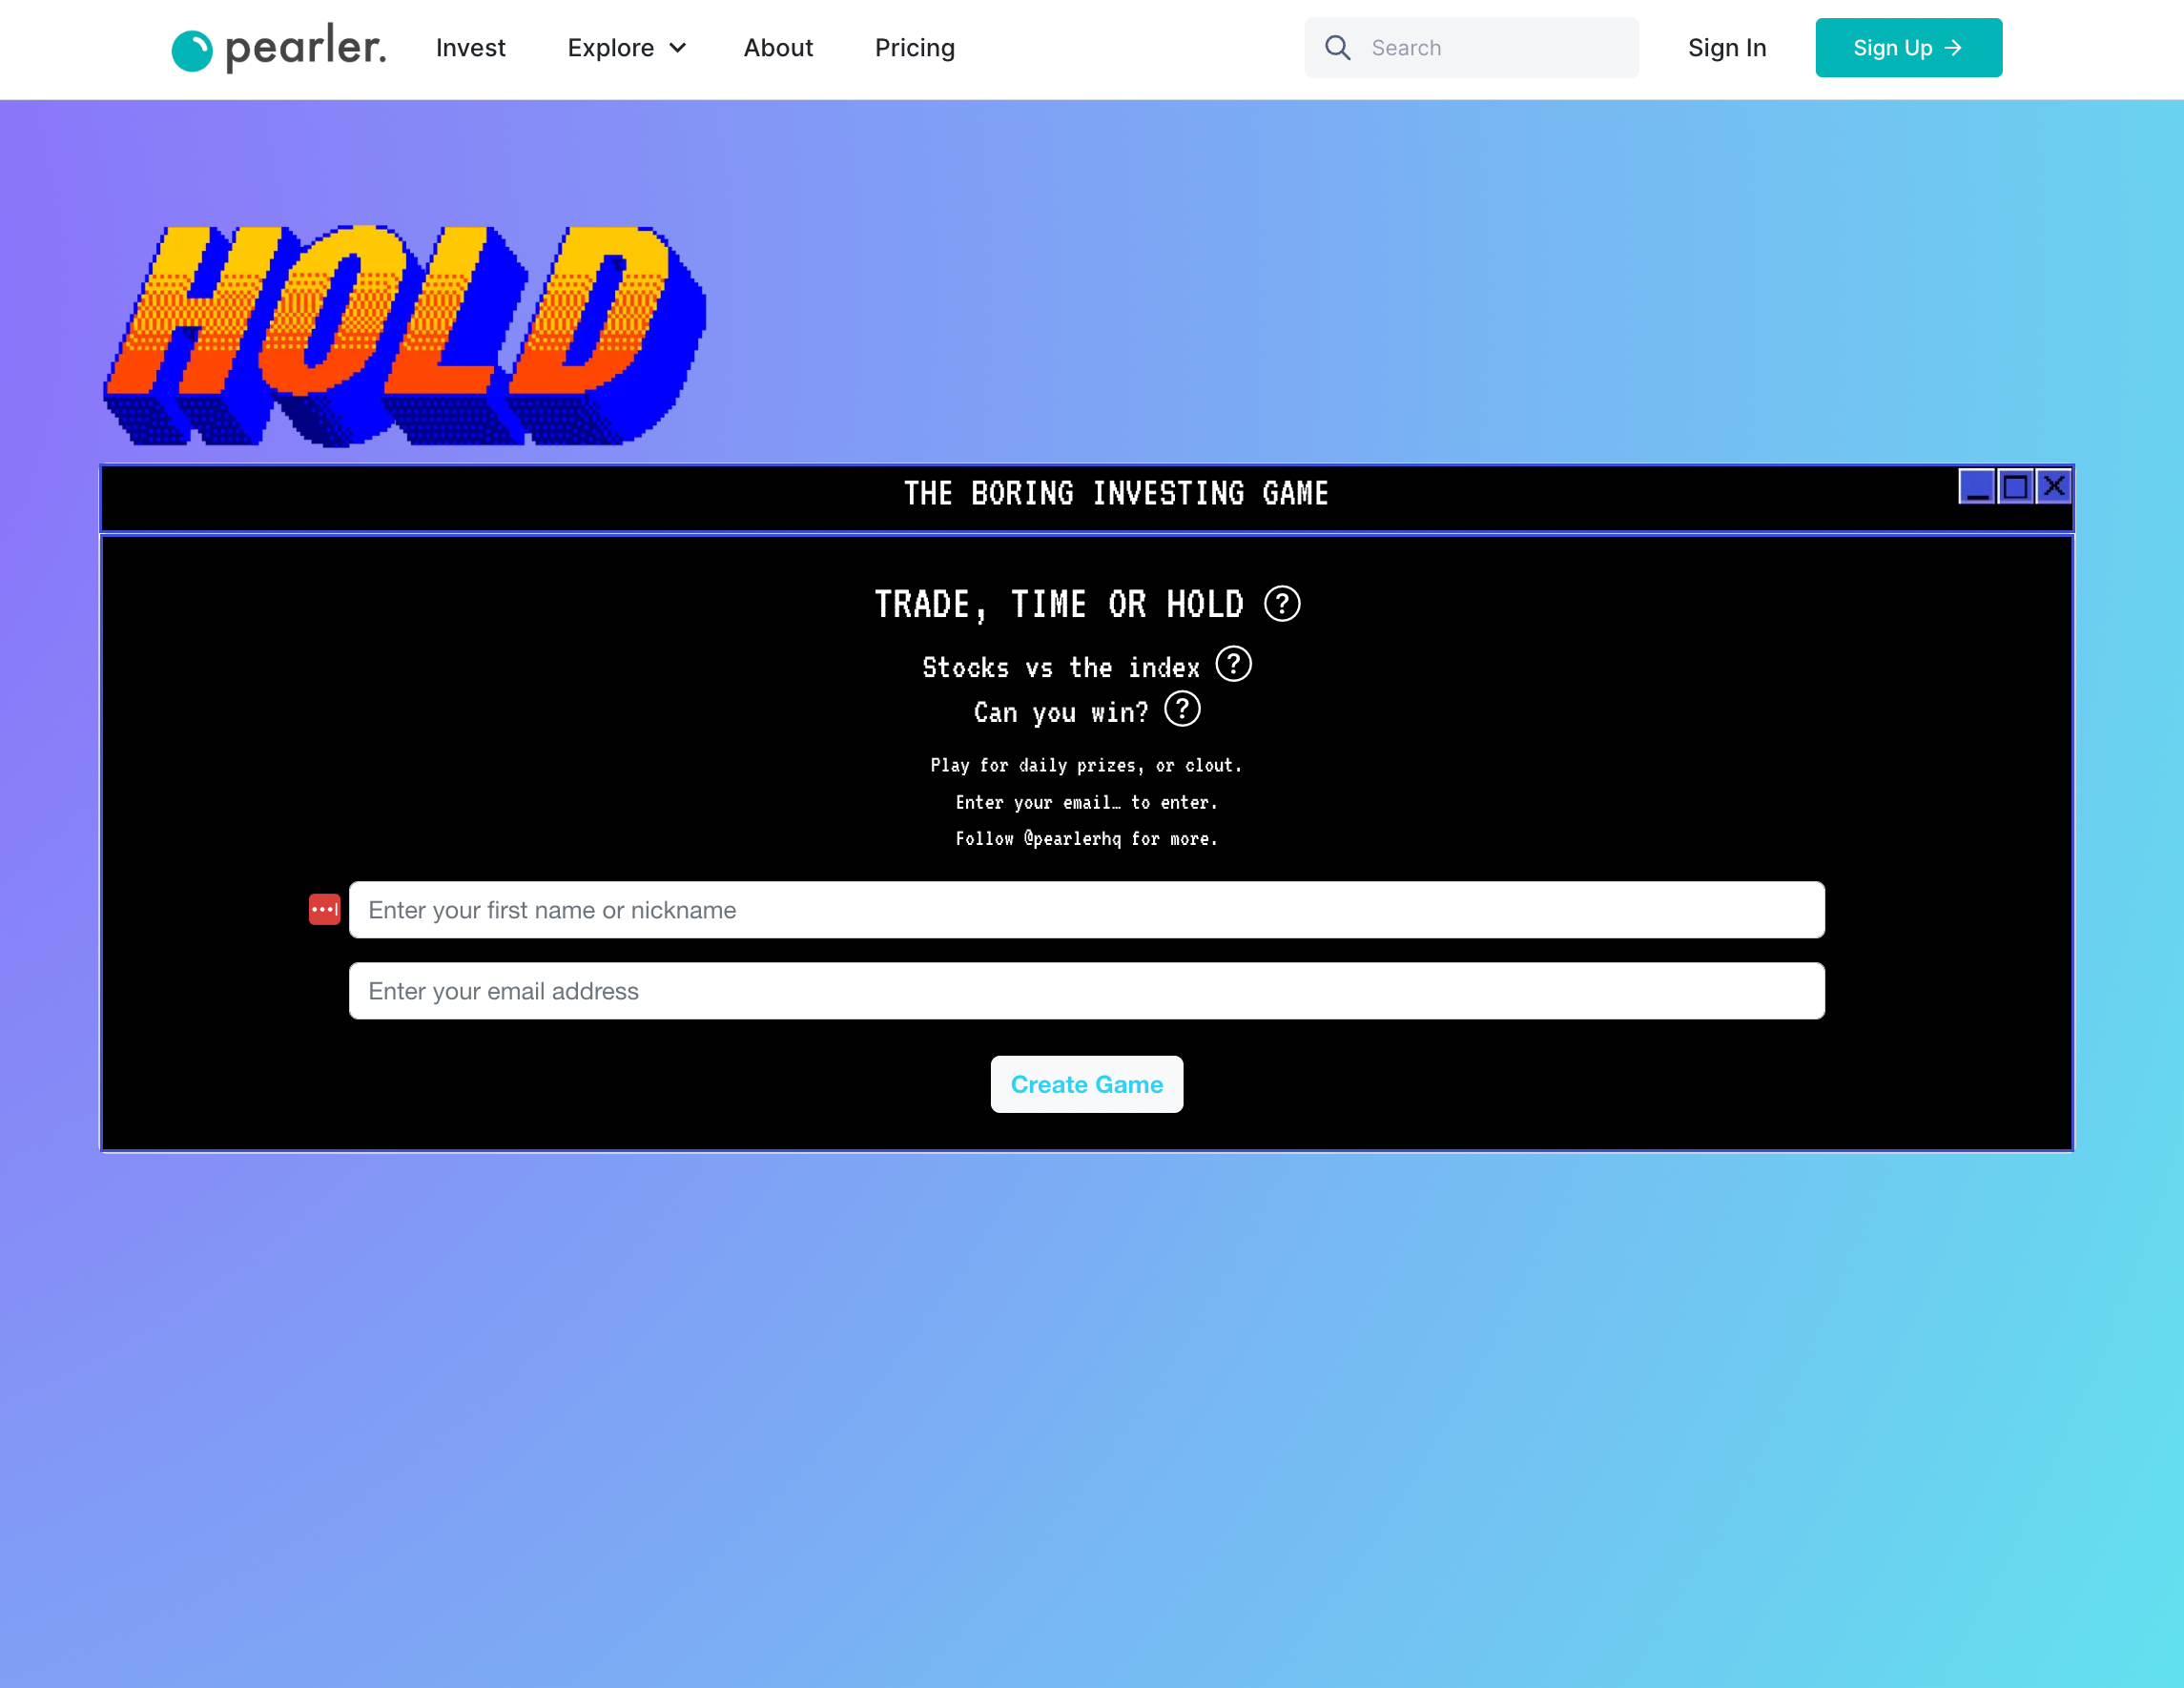 pearler.
Invest
Explore
About
Pricing
Search
Sign In
Sign Up →
HOLD
THE BORING INVESTING GAME
TRADE, TIME OR HOLD ?
Stocks vs the index ?
Can you win? ?
Play for daily prizes, or clout.
Enter your email… to enter.
Follow @pearlerhq for more.
Enter your first name or nickname
Enter your email address
Create Game